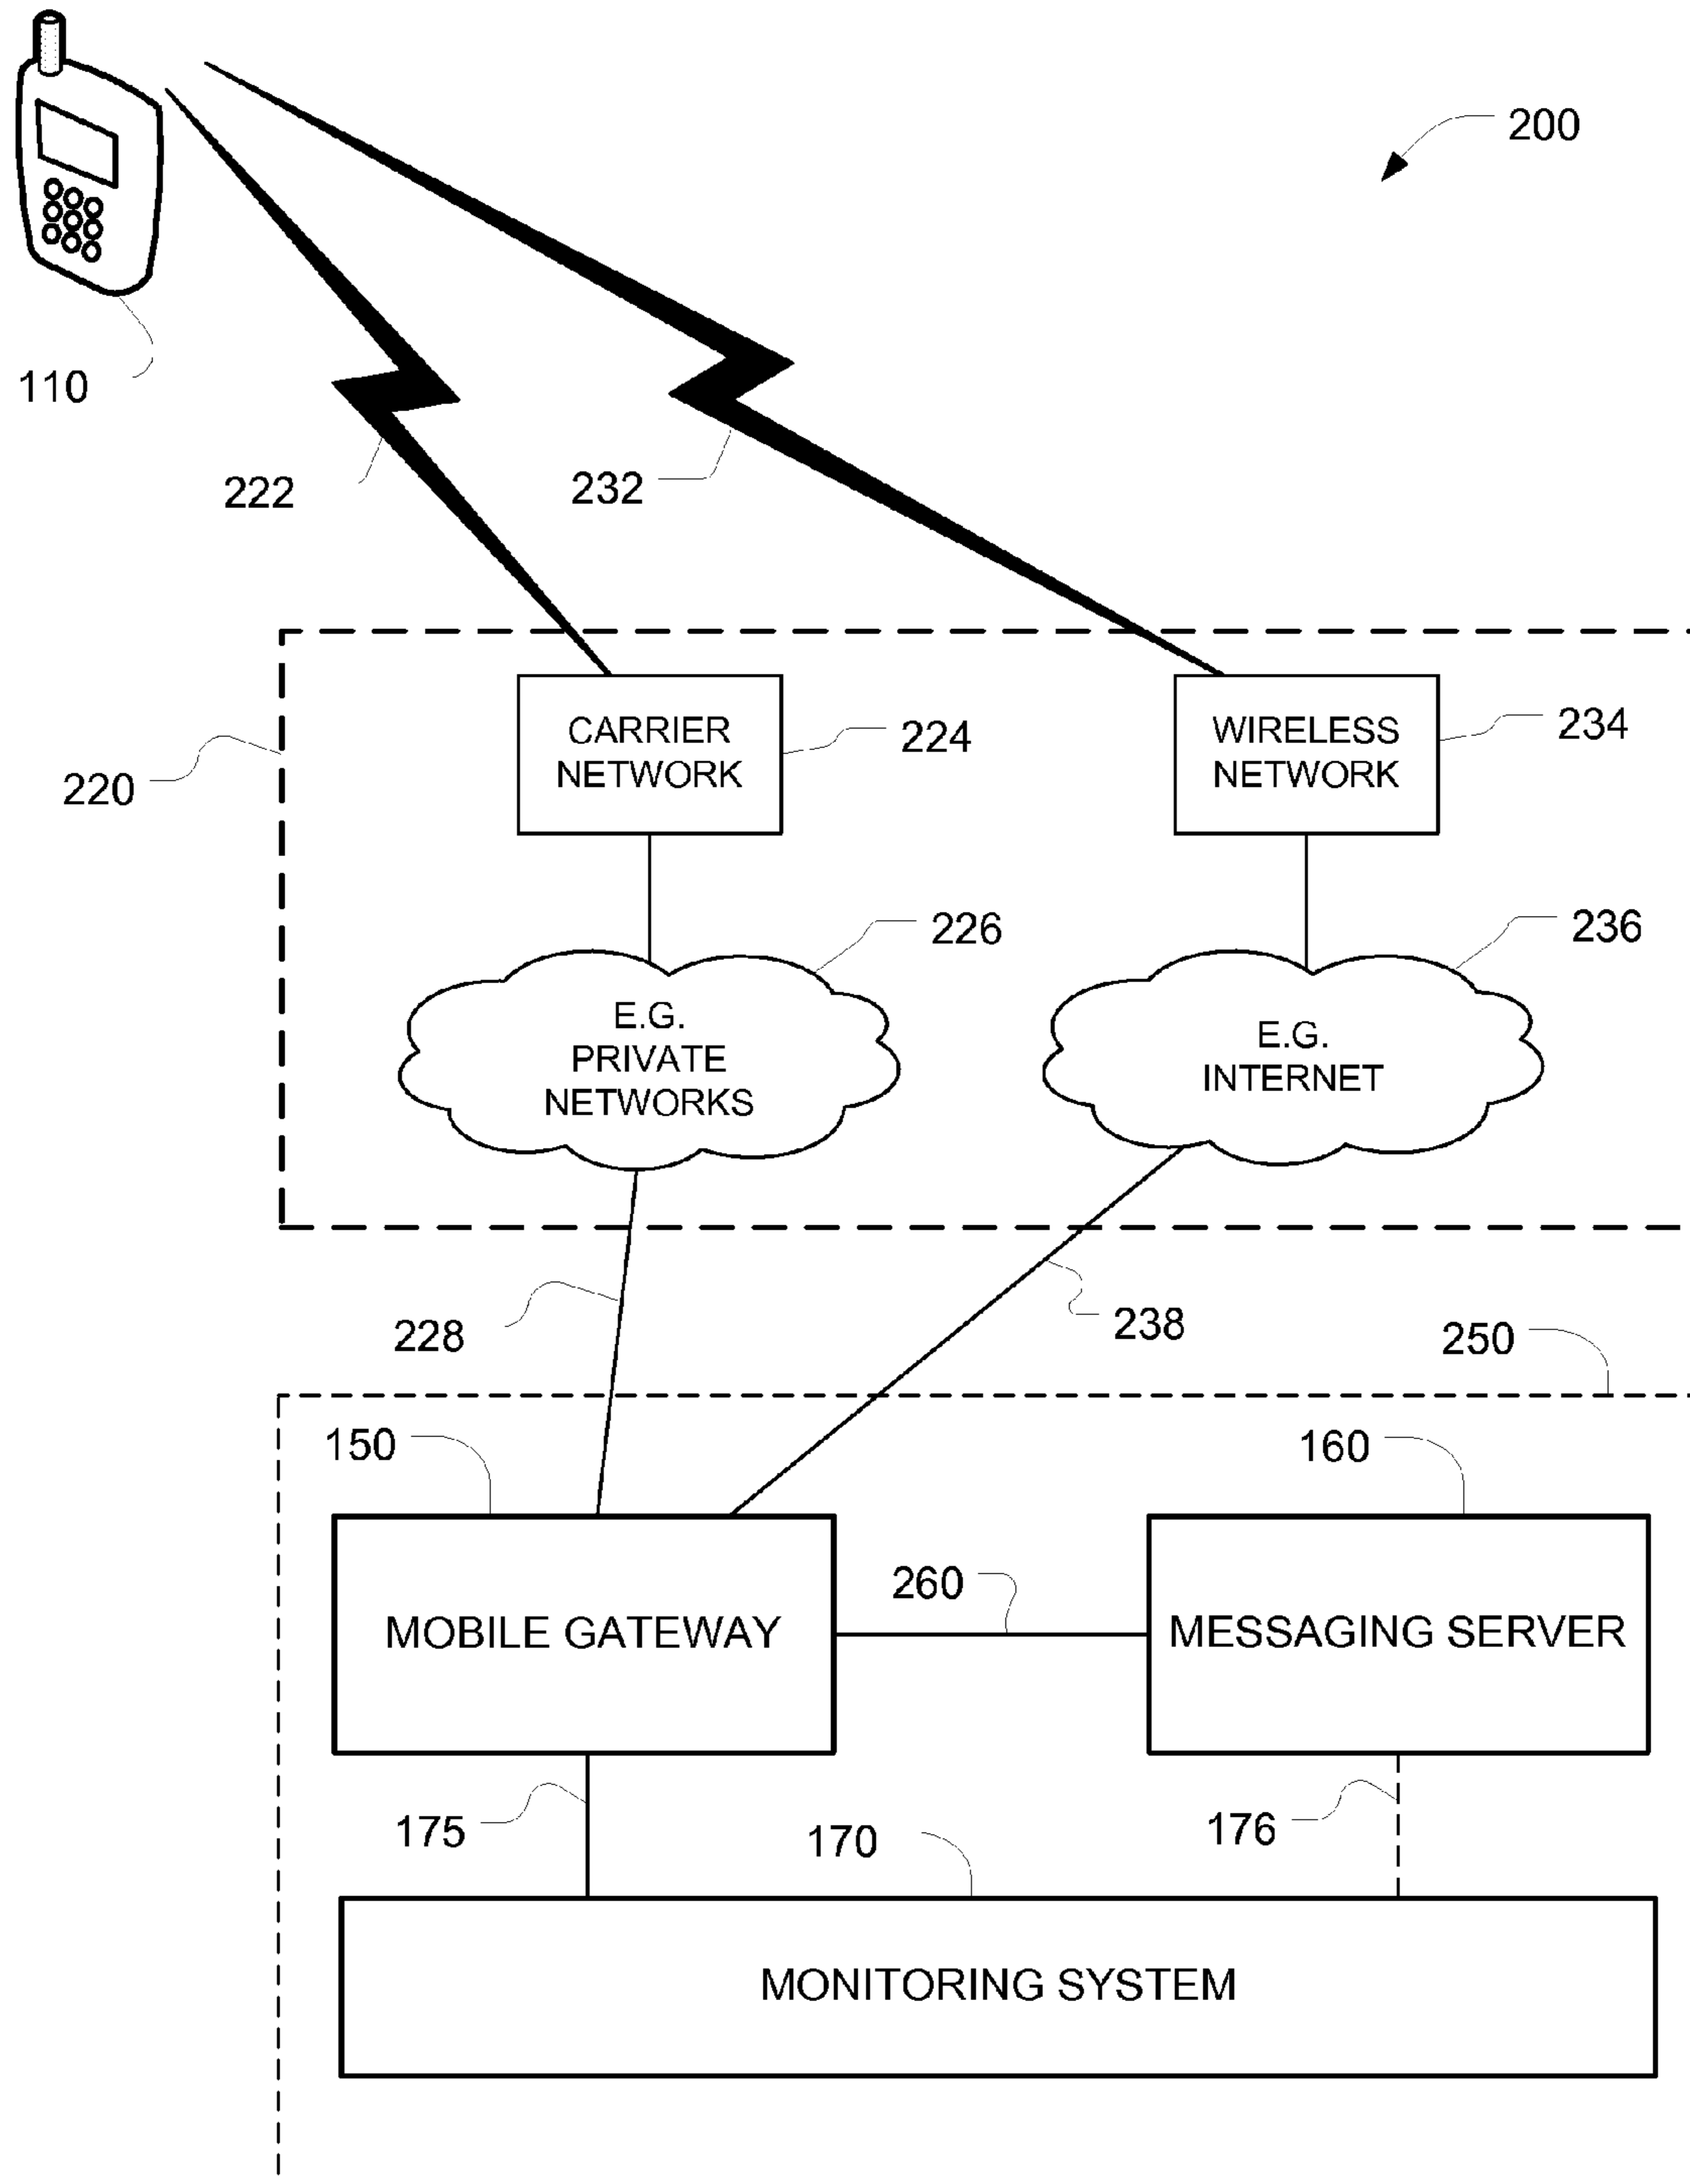 200
110
222
232
CARRIER
NETWORK
224
WIRELESS
NETWORK
234
220
226
236
E.G.
PRIVATE
NETWORKS
E.G.
INTERNET
228
238
250
150
160
260
MOBILE GATEWAY
MESSAGING SERVER
175
170
176
MONITORING SYSTEM